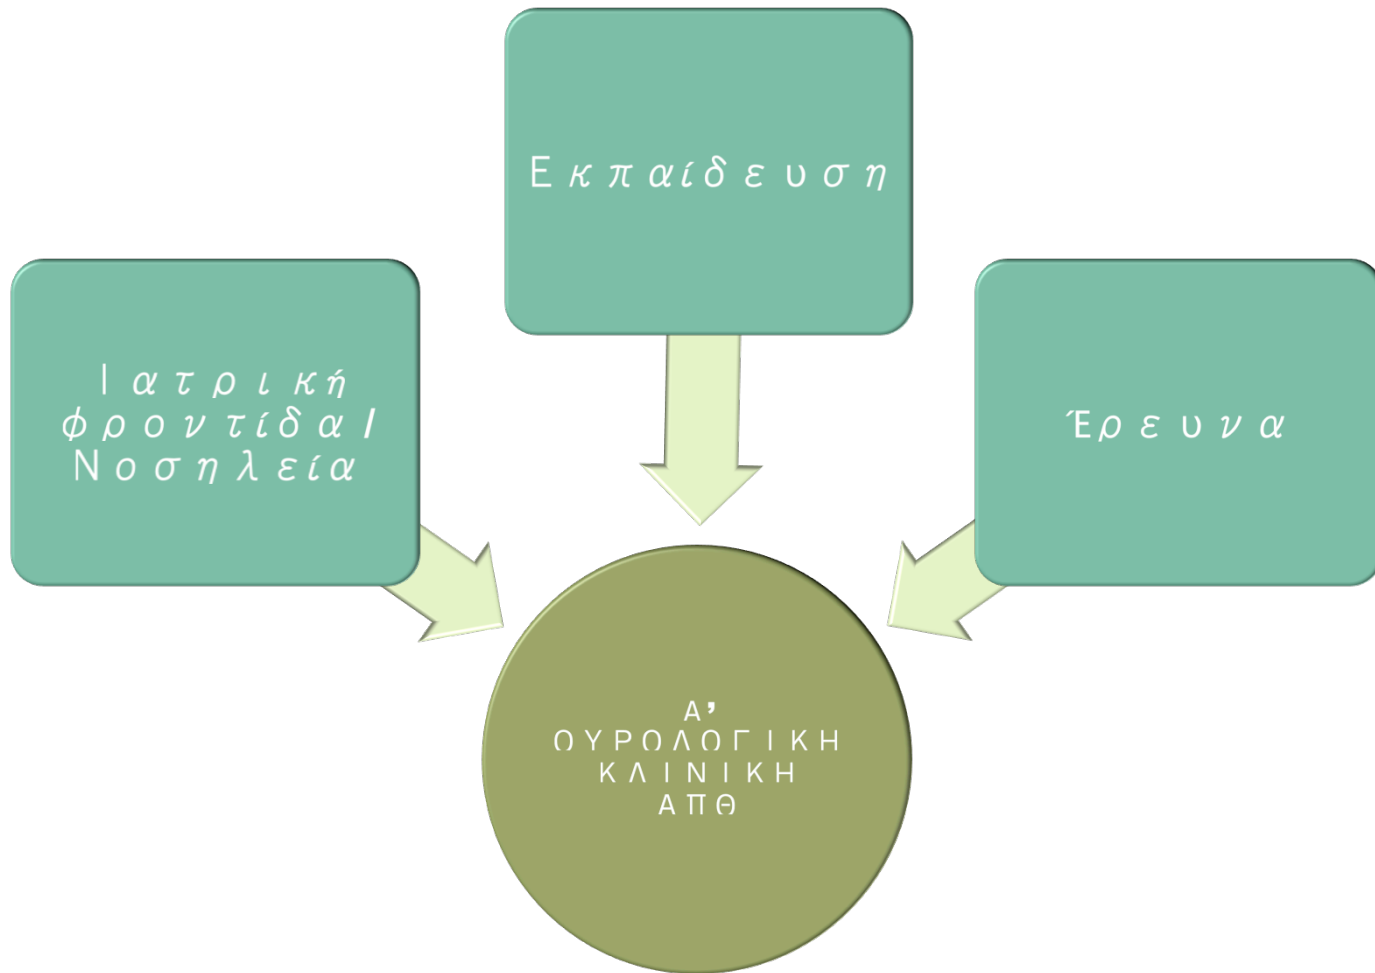 Εκπαίδευση
Ιατρική
φροντίδα/
Νοσηλεία
Έρευνα
Α’
ΟΥΡΟΛΟΓΙΚΗ
ΚΛΙΝΙΚΗ
ΑΠΘ